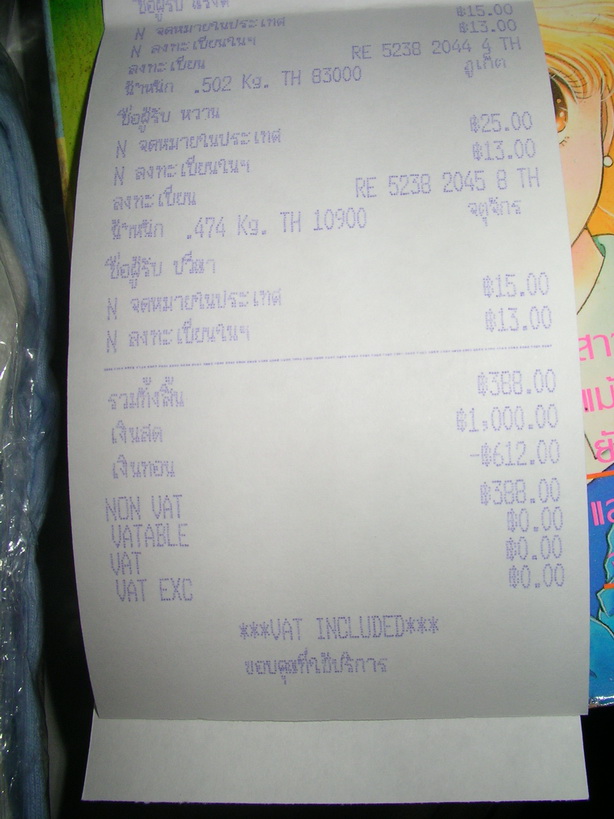 ชื่อผู้รับ
฿15.00
N จดหมายในประเทศ ฿13.00
N ลงทะเบียนในฯ
ลงทะเบียน RE 5238 2044 4 TH
น้ำหนัก .502 Kg. TH 83000 ภูเก็ต
ชื่อผู้รับ หวาน
N จดหมายในประเทศ ฿25.00
N ลงทะเบียนในฯ ฿13.00
ลงทะเบียน RE 5238 2045 8 TH
น้ำหนัก .474 Kg. TH 10900 จตุจักร
ชื่อผู้รับ ปวีณา
N จดหมายในประเทศ ฿15.00
N ลงทะเบียนในฯ ฿13.00
รวมทั้งสิ้น ฿388.00
เงินสด ฿1,000.00
เงินทอน -฿612.00
NON VAT ฿388.00
VATABLE ฿0.00
VAT ฿0.00
VAT EXC ฿0.00
***VAT INCLUDED***
ขอบคุณที่ใช้บริการ